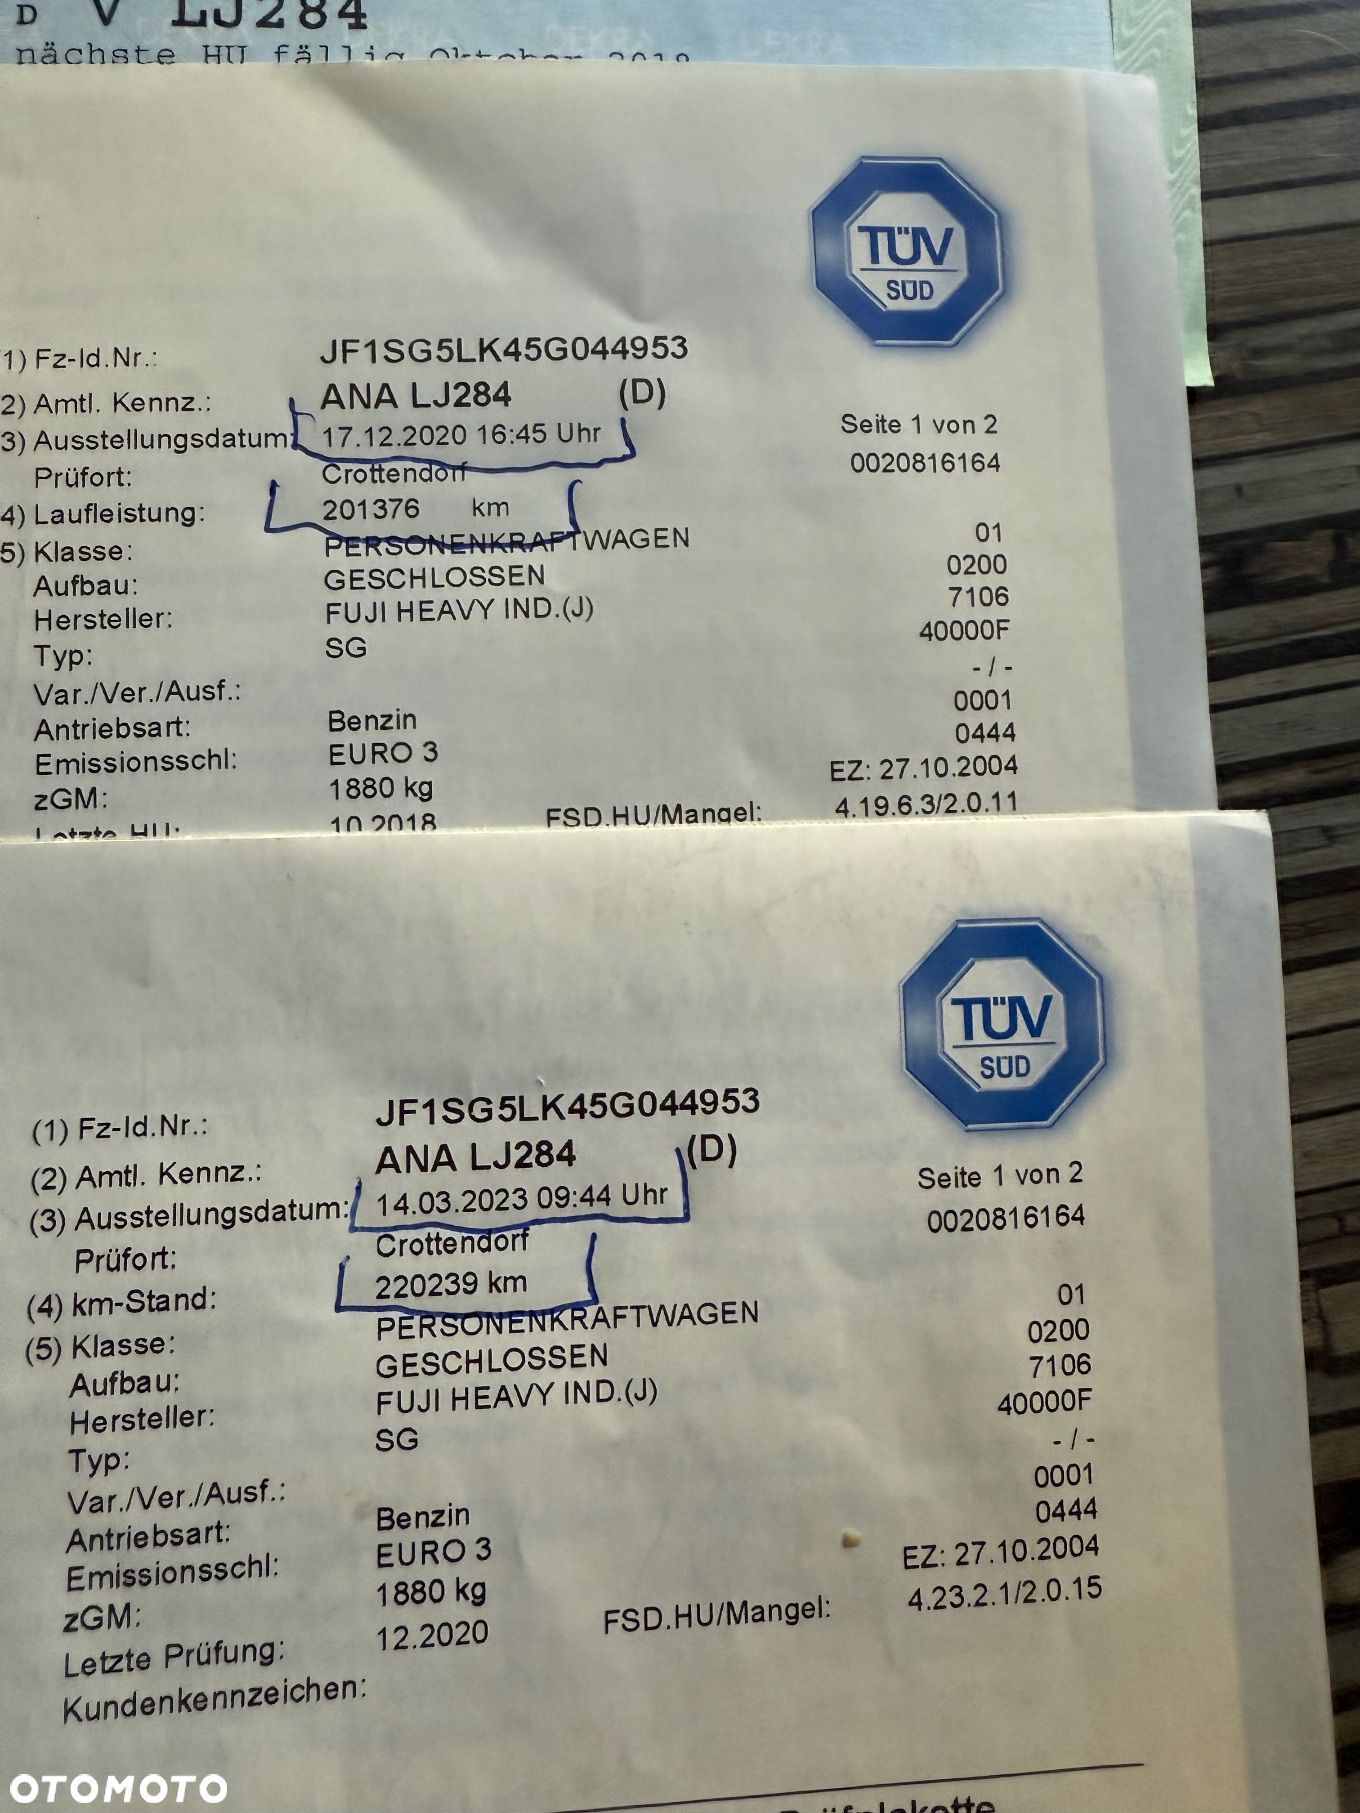 D V LJ284
nächste HU fällig Oktober 2018
TÜV
SÜD
1) Fz-Id.Nr.: JF1SG5LK45G044953
2) Amtl. Kennz.: ANA LJ284 (D)
3) Ausstellungsdatum: 17.12.2020 16:45 Uhr Seite 1 von 2
Prüfort: Crottendorf 0020816164
4) Laufleistung: 201376 km
5) Klasse: PERSONENKRAFTWAGEN 01
Aufbau: GESCHLOSSEN 0200
Hersteller: FUJI HEAVY IND.(J) 7106
Typ: SG 40000F
Var./Ver./Ausf.: - / -
Antriebsart: Benzin 0001
Emissionsschl: EURO 3 0444
zGM: 1880 kg EZ: 27.10.2004
Letzte HU: 10.2018 FSD.HU/Mangel: 4.19.6.3/2.0.11
TÜV
SÜD
(1) Fz-Id.Nr.: JF1SG5LK45G044953
(2) Amtl. Kennz.: ANA LJ284 (D)
(3) Ausstellungsdatum: 14.03.2023 09:44 Uhr Seite 1 von 2
Prüfort: Crottendorf 0020816164
(4) km-Stand: 220239 km
(5) Klasse: PERSONENKRAFTWAGEN 01
Aufbau: GESCHLOSSEN 0200
Hersteller: FUJI HEAVY IND.(J) 7106
Typ: SG 40000F
Var./Ver./Ausf.: - / -
Antriebsart: Benzin 0001
Emissionsschl: EURO 3 0444
zGM: 1880 kg EZ: 27.10.2004
Letzte Prüfung: 12.2020 FSD.HU/Mangel: 4.23.2.1/2.0.15
Kundenkennzeichen:
OTOMOTO